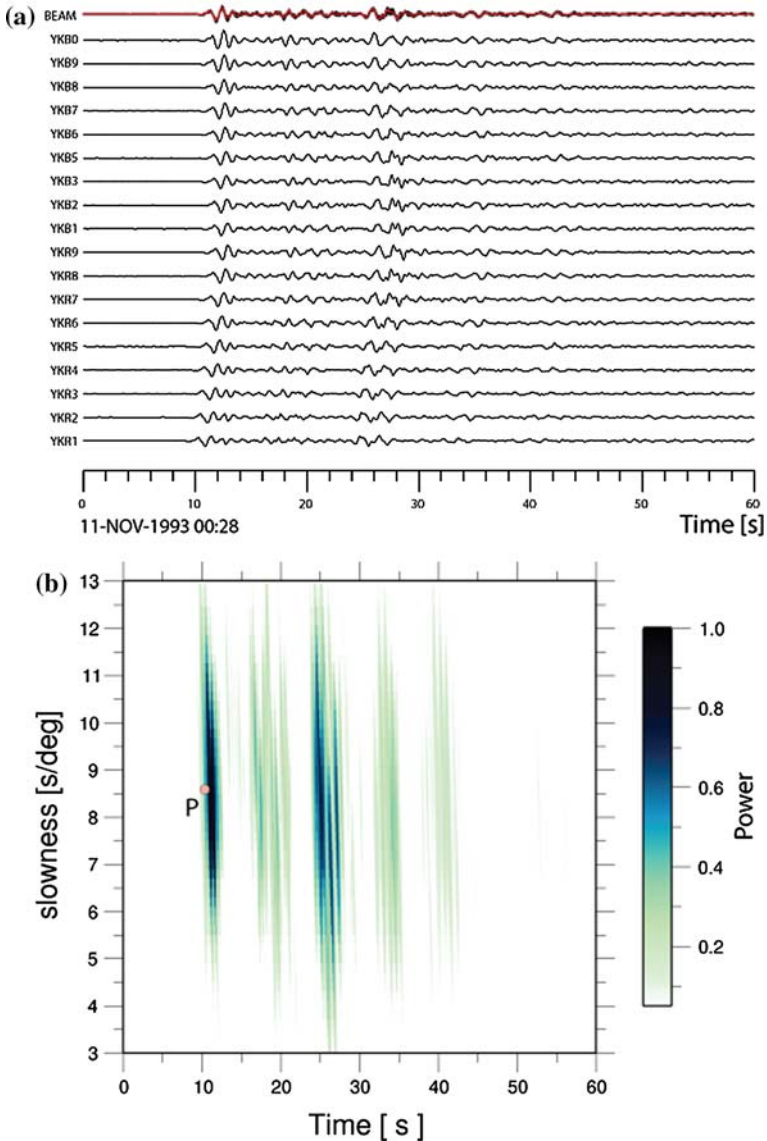 (a)
BEAM
YKB0
YKB9
YKB8
YKB7
YKB6
YKB5
YKB3
YKB2
YKB1
YKR9
YKR8
YKR7
YKR6
YKR5
YKR4
YKR3
YKR2
YKR1
0 10 20 30 40 50 60
11-NOV-1993 00:28 Time [s]
(b)
13
12
11
10
9
8
7
6
5
4
3
slowness [s/deg]
P
0 10 20 30 40 50 60
Time [ s ]
1.0
0.8
0.6
0.4
0.2
Power